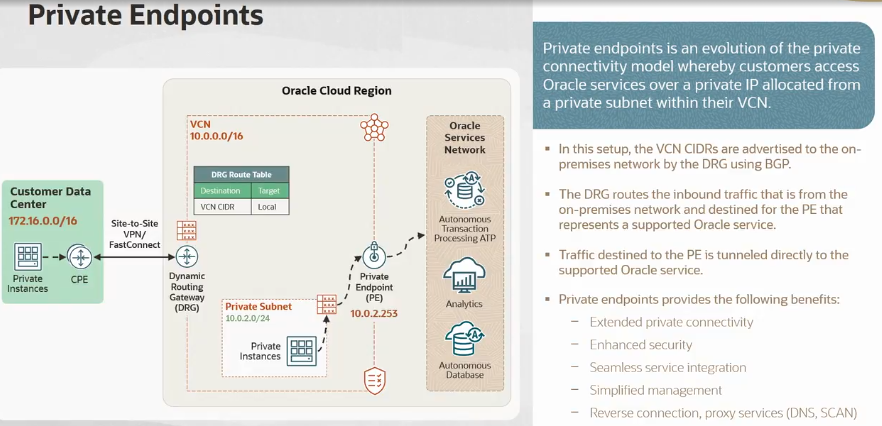 Private Endpoints
Oracle Cloud Region
VCN
10.0.0.0/16
DRG Route Table
Destination Target
VCN CIDR Local
Customer Data
Center
172.16.0.0/16
Private
Instances
CPE
Site-to-Site
VPN/
FastConnect
Dynamic
Routing
Gateway
(DRG)
Private Subnet
10.0.2.0/24
Private
Instances
Private
Endpoint
(PE)
10.0.2.253
Oracle
Services
Network
Autonomous
Transaction
Processing ATP
Analytics
Autonomous
Database
Private endpoints is an evolution of the private
connectivity model whereby customers access
Oracle services over a private IP allocated from
a private subnet within their VCN.
▪ In this setup, the VCN CIDRs are advertised to the on-
premises network by the DRG using BGP.
▪ The DRG routes the inbound traffic that is from the
on-premises network and destined for the PE that
represents a supported Oracle service.
▪ Traffic destined to the PE is tunneled directly to the
supported Oracle service.
▪ Private endpoints provides the following benefits:
– Extended private connectivity
– Enhanced security
– Seamless service integration
– Simplified management
– Reverse connection, proxy services (DNS, SCAN)